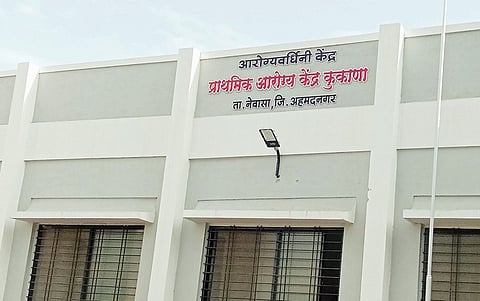 आरोग्यवर्धिनी केंद्र
प्राथमिक आरोग्य केंद्र कुकाणा
ता. नेवासा, जि. अहमदनगर